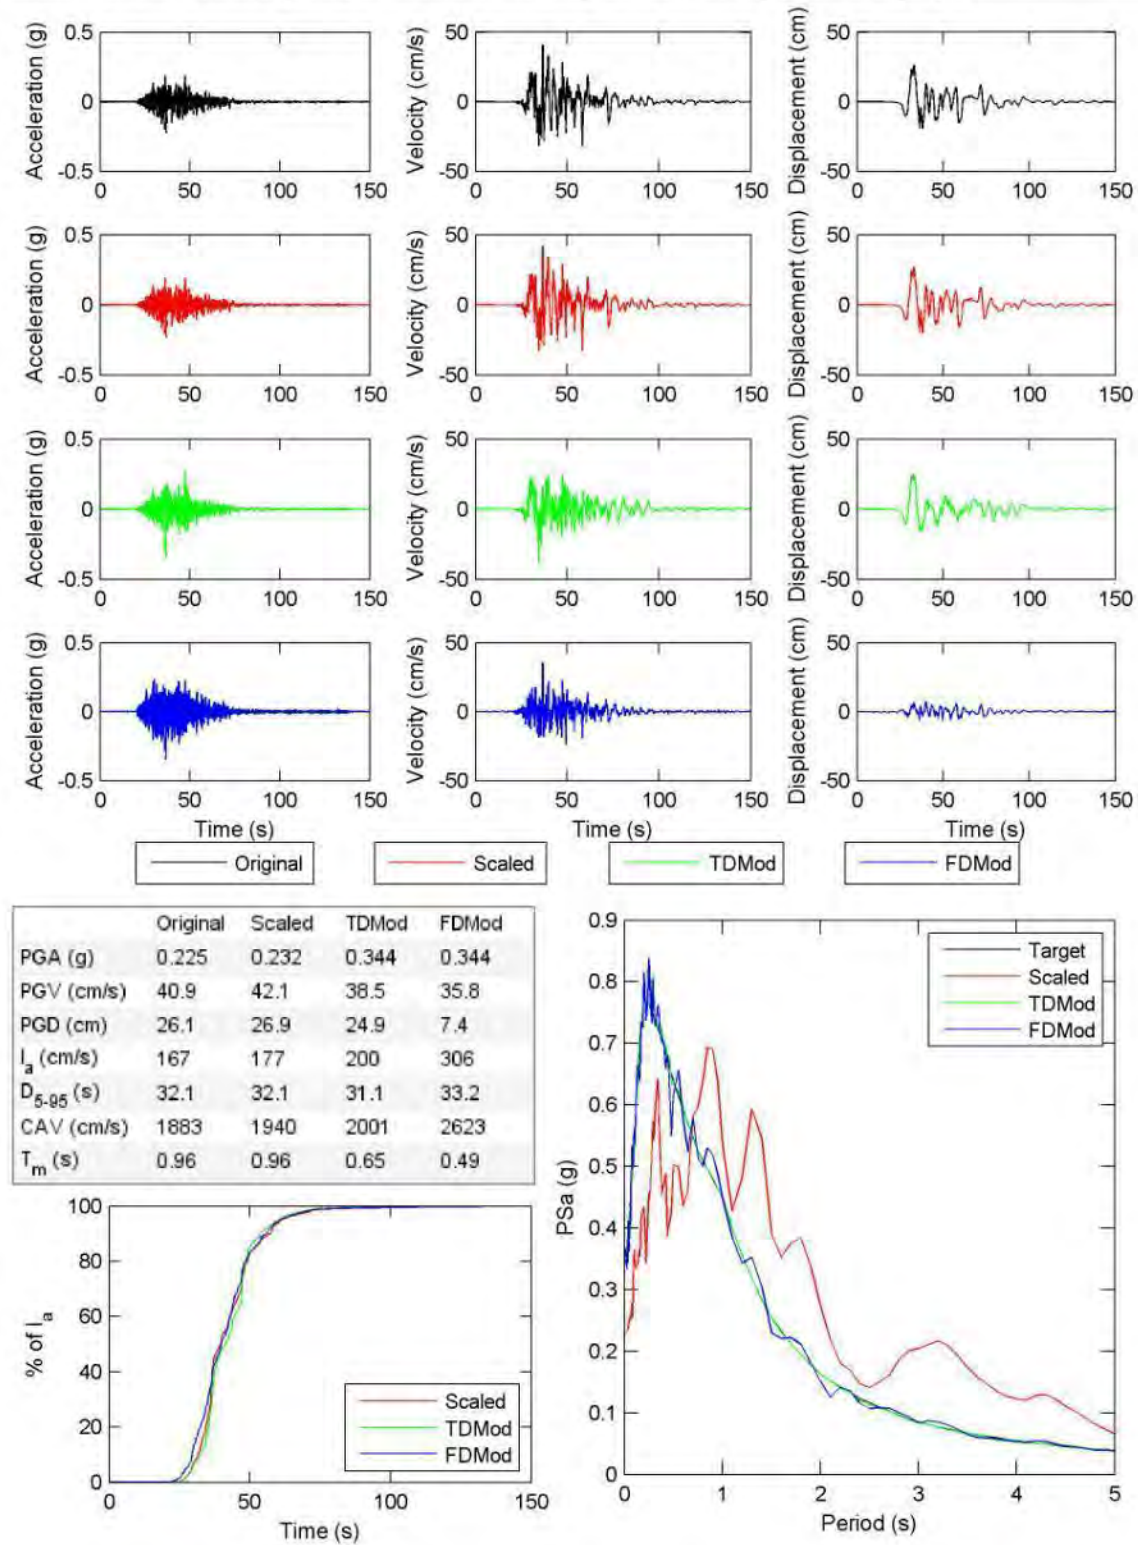 Acceleration (g)
0.5
0
-0.5
0 50 100 150
Velocity (cm/s)
50
0
-50
0 50 100 150
Displacement (cm)
50
0
-50
0 50 100 150
Acceleration (g)
0.5
0
-0.5
0 50 100 150
Velocity (cm/s)
50
0
-50
0 50 100 150
Displacement (cm)
50
0
-50
0 50 100 150
Acceleration (g)
0.5
0
-0.5
0 50 100 150
Velocity (cm/s)
50
0
-50
0 50 100 150
Displacement (cm)
50
0
-50
0 50 100 150
Acceleration (g)
0.5
0
-0.5
0 50 100 150
Time (s)
Velocity (cm/s)
50
0
-50
0 50 100 150
Time (s)
Displacement (cm)
50
0
-50
0 50 100 150
Time (s)
Original Scaled TDMod FDMod
Original Scaled TDMod FDMod
PGA (g) 0.225 0.232 0.344 0.344
PGV (cm/s) 40.9 42.1 38.5 35.8
PGD (cm) 26.1 26.9 24.9 7.4
I_a (cm/s) 167 177 200 306
D_5-95 (s) 32.1 32.1 31.1 33.2
CAV (cm/s) 1883 1940 2001 2623
T_m (s) 0.96 0.96 0.65 0.49
% of I_a
100
80
60
40
20
0
0 50 100 150
Time (s)
Scaled
TDMod
FDMod
PSa (g)
0.9
0.8
0.7
0.6
0.5
0.4
0.3
0.2
0.1
0
0 1 2 3 4 5
Period (s)
Target
Scaled
TDMod
FDMod